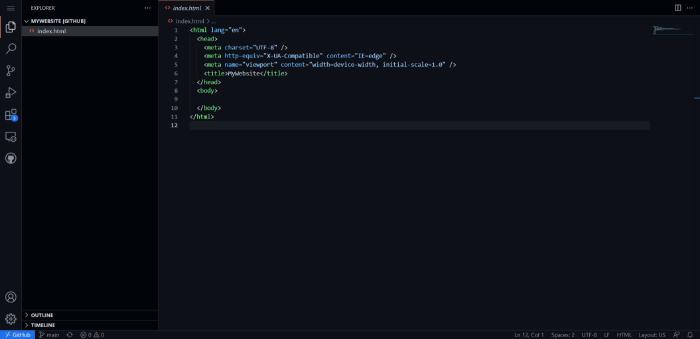 EXPLORER
MYWEBSITE [GITHUB]
index.html
index.html
index.html > ...
1 <html lang="en">
2 <head>
3 <meta charset="UTF-8" />
4 <meta http-equiv="X-UA-Compatible" content="IE=edge" />
5 <meta name="viewport" content="width=device-width, initial-scale=1.0" />
6 <title>MyWebsite</title>
7 </head>
8 <body>
9
10 </body>
11 </html>
12
OUTLINE
TIMELINE
GitHub main 0 0 Ln 12, Col 1 Spaces: 2 UTF-8 LF HTML Layout: US